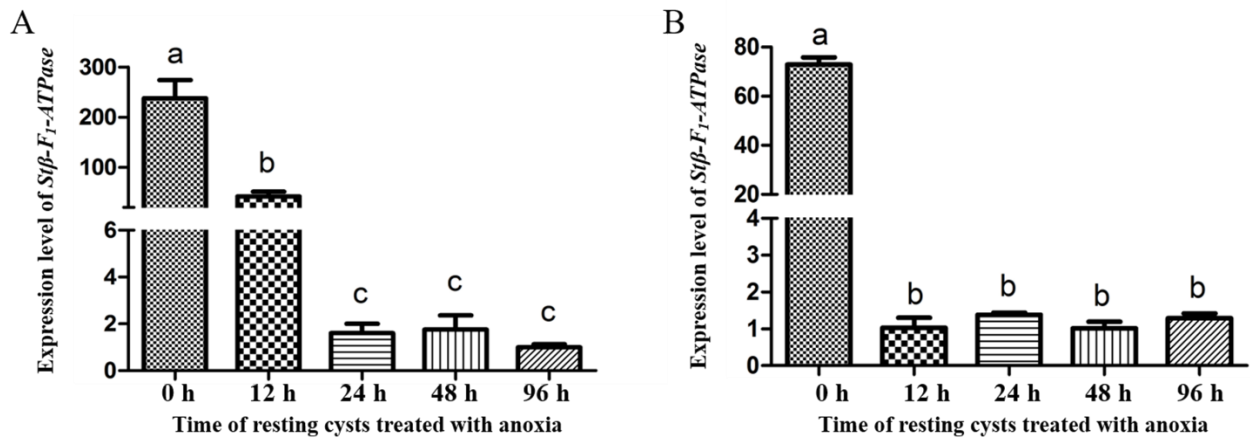 A
Expression level of Stβ-F1-ATPase
300
200
100
6
4
2
0
a
b
c
c
c
0 h 12 h 24 h 48 h 96 h
Time of resting cysts treated with anoxia
B
Expression level of Stβ-F1-ATPase
80
60
40
20
4
3
2
1
0
a
b
b
b
b
0 h 12 h 24 h 48 h 96 h
Time of resting cysts treated with anoxia